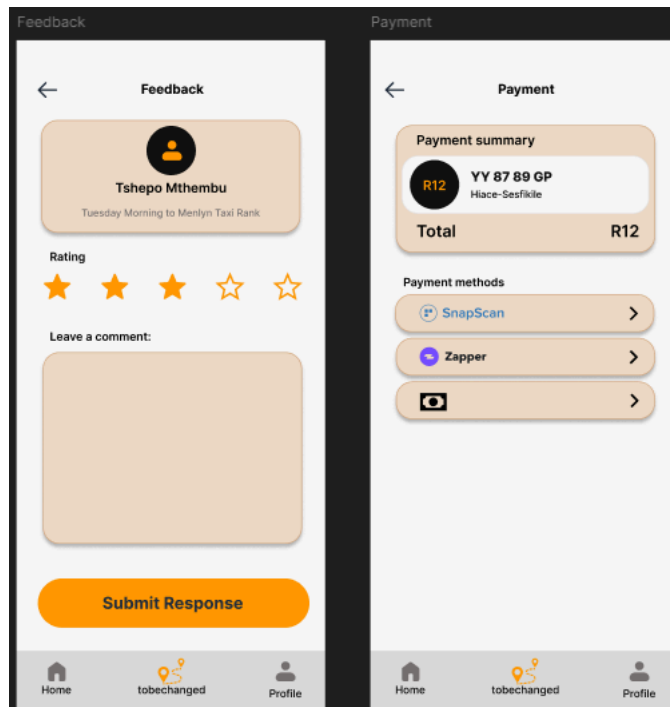 Feedback
Feedback
Tshepo Mthembu
Tuesday Morning to Menlyn Taxi Rank
Rating
Leave a comment:
Submit Response
Home
tobechanged
Profile
Payment
Payment
Payment summary
R12
YY 87 89 GP
Hiace-Sesfikile
Total R12
Payment methods
SnapScan
Zapper
Home
tobechanged
Profile